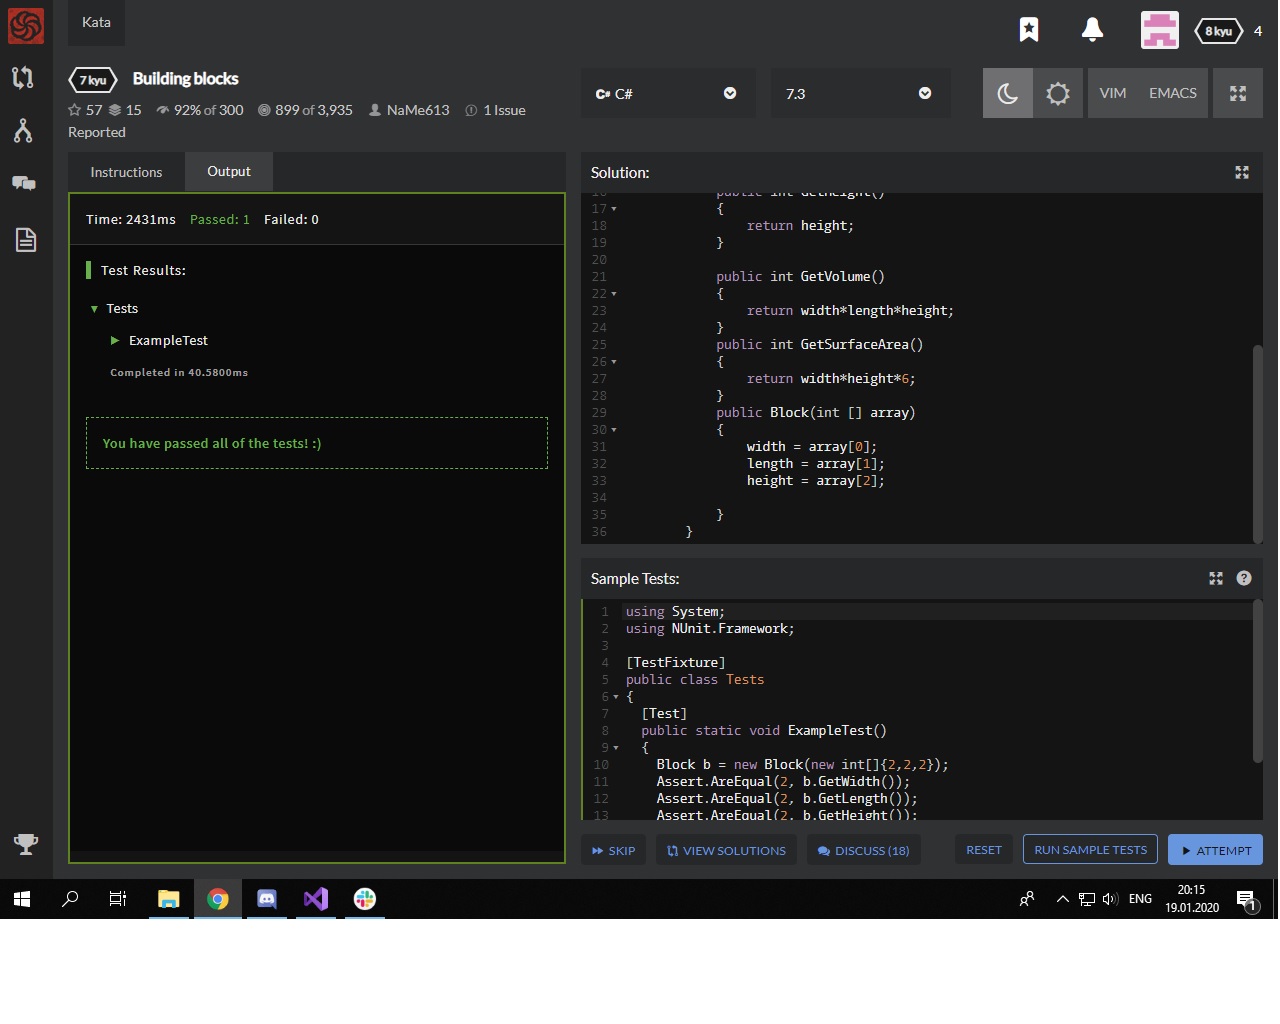 Kata
8 kyu 4
7 kyu Building blocks
57 15 92% of 300 899 of 3,935 NaMe613 1 Issue
Reported
C# C#
7.3
VIM EMACS
Instructions Output
Time: 2431ms Passed: 1 Failed: 0
Test Results:
▼ Tests
▶ ExampleTest
Completed in 40.5800ms
You have passed all of the tests! :)
Solution:
16 public int GetHeight()
17 {
18 return height;
19 }
20
21 public int GetVolume()
22 {
23 return width*length*height;
24 }
25 public int GetSurfaceArea()
26 {
27 return width*height*6;
28 }
29 public Block(int [] array)
30 {
31 width = array[0];
32 length = array[1];
33 height = array[2];
34
35 }
36 }
Sample Tests:
1 using System;
2 using NUnit.Framework;
3
4 [TestFixture]
5 public class Tests
6 {
7 [Test]
8 public static void ExampleTest()
9 {
10 Block b = new Block(new int[]{2,2,2});
11 Assert.AreEqual(2, b.GetWidth());
12 Assert.AreEqual(2, b.GetLength());
13 Assert.AreEqual(2, b.GetHeight());
SKIP VIEW SOLUTIONS DISCUSS (18) RESET RUN SAMPLE TESTS ATTEMPT
ENG
20:15
19.01.2020
1